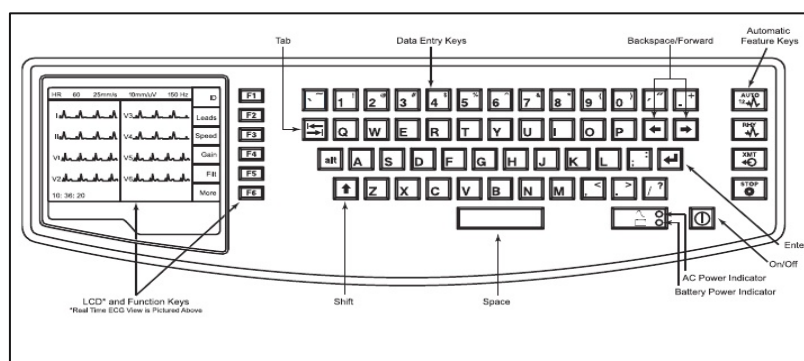 Tab
Data Entry Keys
Backspace/Forward
Automatic
Feature Keys
HR 60 25mm/s 10mm/uV 150 Hz
ID
Leads
Speed
Gain
Filt
More
I
II
V1
V2
V3
V4
V5
V6
10: 36: 20
F1
F2
F3
F4
F5
F6
` ~ 1 ! 2 @ 3 # 4 $ 5 % 6 ^ 7 & 8 * 9 ( 0 ) ' " - +
Q W E R T Y U I O P
alt A S D F G H J K L ; :
Z X C V B N M , < . > / ?
AUTO
12
RHY
XMT
STOP
Enter
On/Off
AC Power Indicator
Battery Power Indicator
LCD* and Function Keys
*Real Time ECG View is Pictured Above
Shift
Space